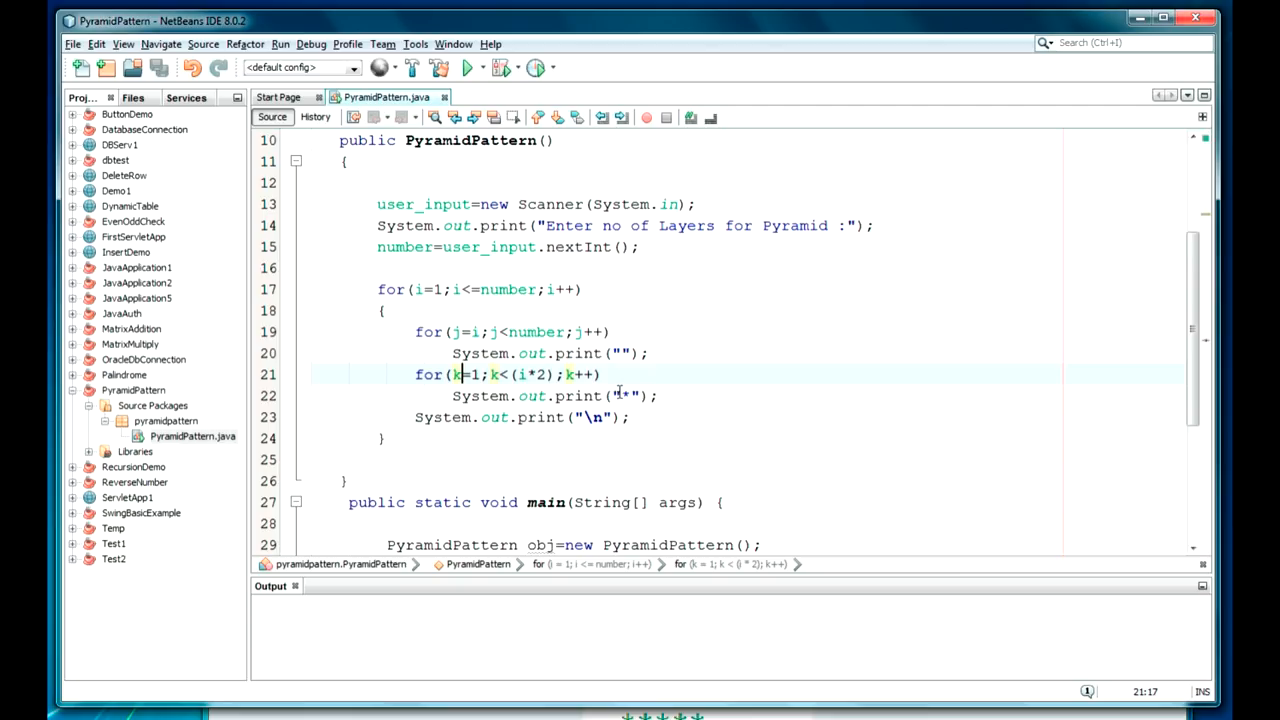 PyramidPattern - NetBeans IDE 8.0.2
File Edit View Navigate Source Refactor Run Debug Profile Team Tools Window Help
Search (Ctrl+I)
<default config>
Proj... Files Services
Start Page PyramidPattern.java
Source History
ButtonDemo
DatabaseConnection
DBServ1
dbtest
DeleteRow
Demo1
DynamicTable
EvenOddCheck
FirstServletApp
InsertDemo
JavaApplication1
JavaApplication2
JavaApplication5
JavaAuth
MatrixAddition
MatrixMultiply
OracleDbConnection
Palindrome
PyramidPattern
Source Packages
pyramidpattern
PyramidPattern.java
Libraries
RecursionDemo
ReverseNumber
ServletApp1
SwingBasicExample
Temp
Test1
Test2
10 public PyramidPattern()
11 {
12
13 user_input=new Scanner(System.in);
14 System.out.print("Enter no of Layers for Pyramid :");
15 number=user_input.nextInt();
16
17 for(i=1;i<=number;i++)
18 {
19 for(j=i;j<number;j++)
20 System.out.print("");
21 for(k=1;k<(i*2);k++)
22 System.out.print("*");
23 System.out.print("\n");
24 }
25
26 }
27 public static void main(String[] args) {
28
29 PyramidPattern obj=new PyramidPattern();
pyramidpattern.PyramidPattern PyramidPattern for (i = 1; i <= number; i++) for (k = 1; k < (i * 2); k++)
Output
1 21:17 INS